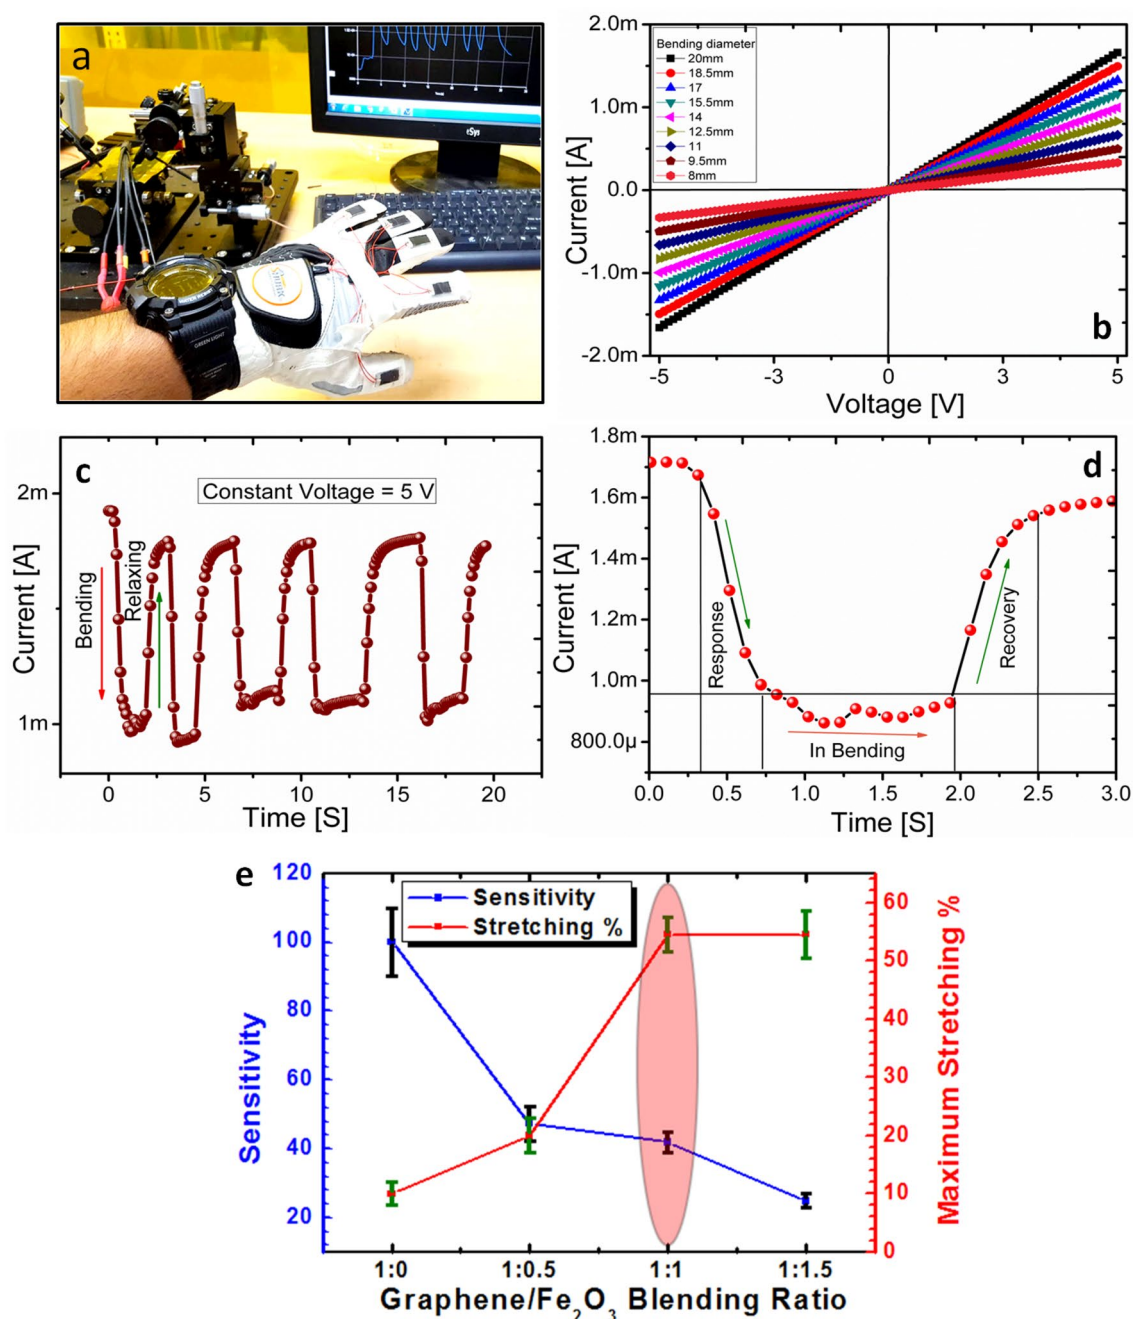 a
eSys
WATER RESIST
GREEN LIGHT
2.0m
1.0m
0.0
-1.0m
-2.0m
Current [A]
Bending diameter
20mm
18.5mm
17
15.5mm
14
12.5mm
11
9.5mm
8mm
b
-5
-3
0
3
5
Voltage [V]
c
Constant Voltage = 5 V
2m
1m
Current [A]
Bending
Relaxing
0
5
10
15
20
Time [S]
1.8m
1.6m
1.4m
1.2m
1.0m
800.0µ
Current [A]
d
Response
In Bending
Recovery
0.0
0.5
1.0
1.5
2.0
2.5
3.0
Time [S]
e
Sensitivity
Stretching %
120
100
80
60
40
20
Sensitivity
60
50
40
30
20
10
0
Maximum Stretching %
1:0
1:0.5
1:1
1:1.5
Graphene/Fe₂O₃ Blending Ratio